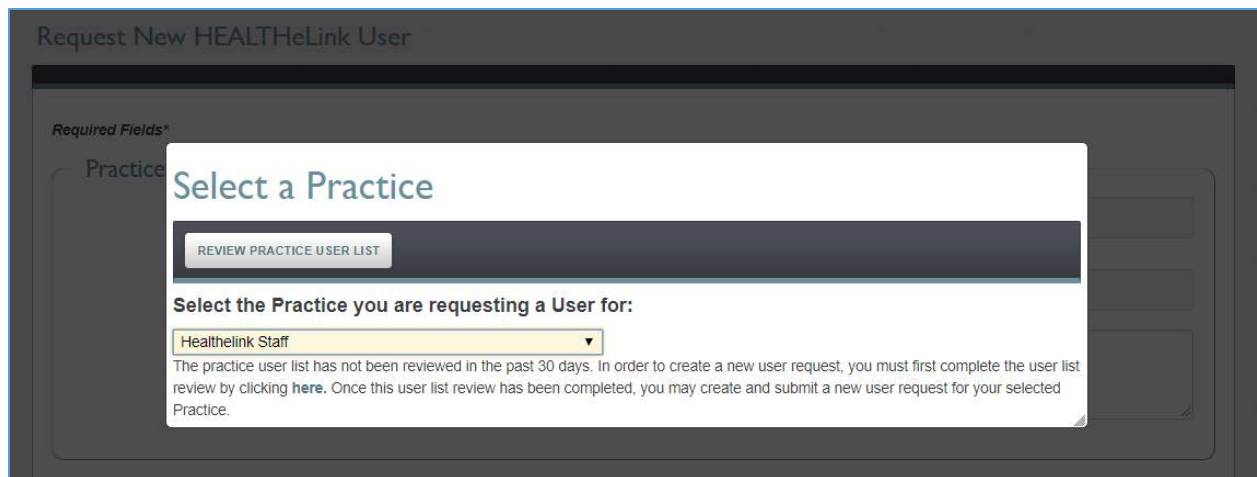 Request New HEALTHeLink User
Required Fields*
Practice
Select a Practice
REVIEW PRACTICE USER LIST
Select the Practice you are requesting a User for:
Healthelink Staff
The practice user list has not been reviewed in the past 30 days. In order to create a new user request, you must first complete the user list
review by clicking here. Once this user list review has been completed, you may create and submit a new user request for your selected
Practice.